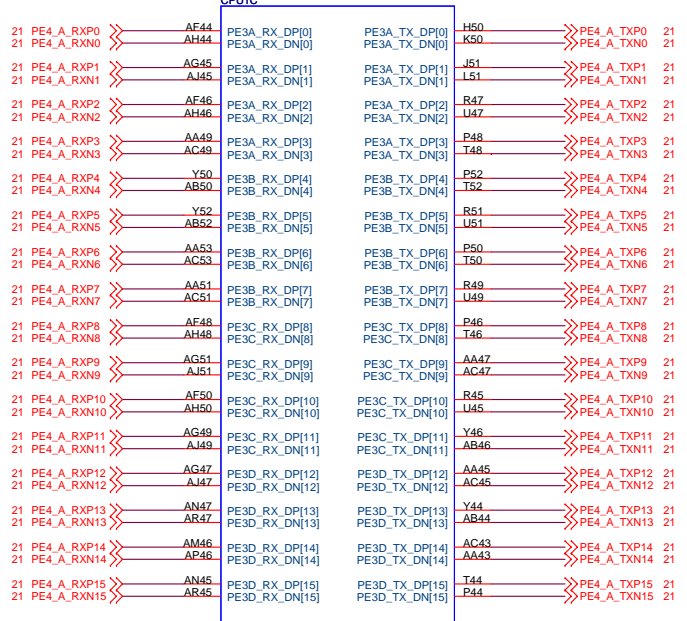 CPU1C
21 PE4_A_RXP0 AF44 PE3A_RX_DP[0] PE3A_TX_DP[0] H50 PE4_A_TXP0 21
21 PE4_A_RXN0 AH44 PE3A_RX_DN[0] PE3A_TX_DN[0] K50 PE4_A_TXN0 21
21 PE4_A_RXP1 AG45 PE3A_RX_DP[1] PE3A_TX_DP[1] J51 PE4_A_TXP1 21
21 PE4_A_RXN1 AJ45 PE3A_RX_DN[1] PE3A_TX_DN[1] L51 PE4_A_TXN1 21
21 PE4_A_RXP2 AF46 PE3A_RX_DP[2] PE3A_TX_DP[2] R47 PE4_A_TXP2 21
21 PE4_A_RXN2 AH46 PE3A_RX_DN[2] PE3A_TX_DN[2] U47 PE4_A_TXN2 21
21 PE4_A_RXP3 AA49 PE3A_RX_DP[3] PE3A_TX_DP[3] P48 PE4_A_TXP3 21
21 PE4_A_RXN3 AC49 PE3A_RX_DN[3] PE3A_TX_DN[3] T48 PE4_A_TXN3 21
21 PE4_A_RXP4 Y50 PE3B_RX_DP[4] PE3B_TX_DP[4] P52 PE4_A_TXP4 21
21 PE4_A_RXN4 AB50 PE3B_RX_DN[4] PE3B_TX_DN[4] T52 PE4_A_TXN4 21
21 PE4_A_RXP5 Y52 PE3B_RX_DP[5] PE3B_TX_DP[5] R51 PE4_A_TXP5 21
21 PE4_A_RXN5 AB52 PE3B_RX_DN[5] PE3B_TX_DN[5] U51 PE4_A_TXN5 21
21 PE4_A_RXP6 AA53 PE3B_RX_DP[6] PE3B_TX_DP[6] P50 PE4_A_TXP6 21
21 PE4_A_RXN6 AC53 PE3B_RX_DN[6] PE3B_TX_DN[6] T50 PE4_A_TXN6 21
21 PE4_A_RXP7 AA51 PE3B_RX_DP[7] PE3B_TX_DP[7] R49 PE4_A_TXP7 21
21 PE4_A_RXN7 AC51 PE3B_RX_DN[7] PE3B_TX_DN[7] U49 PE4_A_TXN7 21
21 PE4_A_RXP8 AF48 PE3C_RX_DP[8] PE3C_TX_DP[8] P46 PE4_A_TXP8 21
21 PE4_A_RXN8 AH48 PE3C_RX_DN[8] PE3C_TX_DN[8] T46 PE4_A_TXN8 21
21 PE4_A_RXP9 AG51 PE3C_RX_DP[9] PE3C_TX_DP[9] AA47 PE4_A_TXP9 21
21 PE4_A_RXN9 AJ51 PE3C_RX_DN[9] PE3C_TX_DN[9] AC47 PE4_A_TXN9 21
21 PE4_A_RXP10 AF50 PE3C_RX_DP[10] PE3C_TX_DP[10] R45 PE4_A_TXP10 21
21 PE4_A_RXN10 AH50 PE3C_RX_DN[10] PE3C_TX_DN[10] U45 PE4_A_TXN10 21
21 PE4_A_RXP11 AG49 PE3C_RX_DP[11] PE3C_TX_DP[11] Y46 PE4_A_TXP11 21
21 PE4_A_RXN11 AJ49 PE3C_RX_DN[11] PE3C_TX_DN[11] AB46 PE4_A_TXN11 21
21 PE4_A_RXP12 AG47 PE3D_RX_DP[12] PE3D_TX_DP[12] AA45 PE4_A_TXP12 21
21 PE4_A_RXN12 AJ47 PE3D_RX_DN[12] PE3D_TX_DN[12] AC45 PE4_A_TXN12 21
21 PE4_A_RXP13 AN47 PE3D_RX_DP[13] PE3D_TX_DP[13] Y44 PE4_A_TXP13 21
21 PE4_A_RXN13 AR47 PE3D_RX_DN[13] PE3D_TX_DN[13] AB44 PE4_A_TXN13 21
21 PE4_A_RXP14 AM46 PE3D_RX_DP[14] PE3D_TX_DP[14] AC43 PE4_A_TXP14 21
21 PE4_A_RXN14 AP46 PE3D_RX_DN[14] PE3D_TX_DN[14] AA43 PE4_A_TXN14 21
21 PE4_A_RXP15 AN45 PE3D_RX_DP[15] PE3D_TX_DP[15] T44 PE4_A_TXP15 21
21 PE4_A_RXN15 AR45 PE3D_RX_DN[15] PE3D_TX_DN[15] P44 PE4_A_TXN15 21